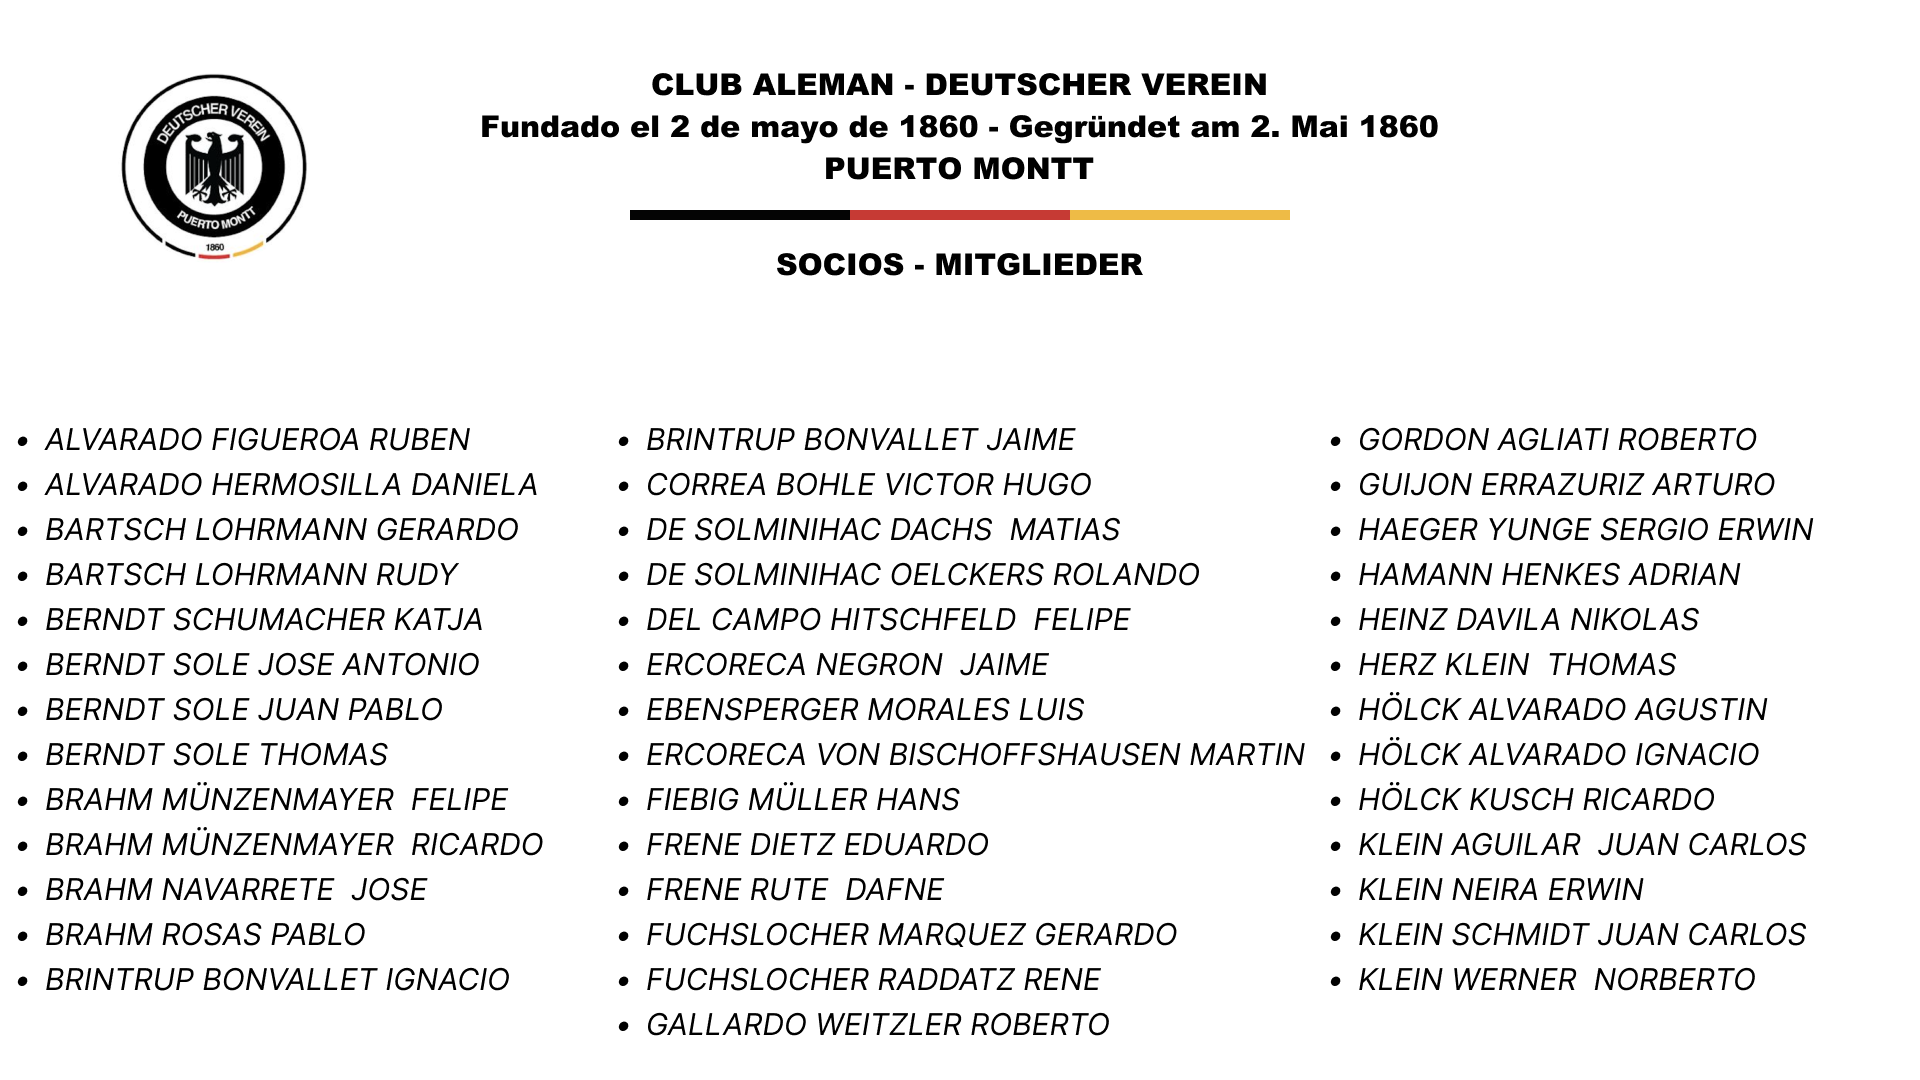 DEUTSCHER VEREIN
PUERTO MONTT
1860
CLUB ALEMAN - DEUTSCHER VEREIN
Fundado el 2 de mayo de 1860 - Gegründet am 2. Mai 1860
PUERTO MONTT
SOCIOS - MITGLIEDER
• ALVARADO FIGUEROA RUBEN
• ALVARADO HERMOSILLA DANIELA
• BARTSCH LOHRMANN GERARDO
• BARTSCH LOHRMANN RUDY
• BERNDT SCHUMACHER KATJA
• BERNDT SOLE JOSE ANTONIO
• BERNDT SOLE JUAN PABLO
• BERNDT SOLE THOMAS
• BRAHM MÜNZENMAYER  FELIPE
• BRAHM MÜNZENMAYER  RICARDO
• BRAHM NAVARRETE  JOSE
• BRAHM ROSAS PABLO
• BRINTRUP BONVALLET IGNACIO
• BRINTRUP BONVALLET JAIME
• CORREA BOHLE VICTOR HUGO
• DE SOLMINIHAC DACHS  MATIAS
• DE SOLMINIHAC OELCKERS ROLANDO
• DEL CAMPO HITSCHFELD  FELIPE
• ERCORECA NEGRON  JAIME
• EBENSPERGER MORALES LUIS
• ERCORECA VON BISCHOFFSHAUSEN MARTIN
• FIEBIG MÜLLER HANS
• FRENE DIETZ EDUARDO
• FRENE RUTE  DAFNE
• FUCHSLOCHER MARQUEZ GERARDO
• FUCHSLOCHER RADDATZ RENE
• GALLARDO WEITZLER ROBERTO
• GORDON AGLIATI ROBERTO
• GUIJON ERRAZURIZ ARTURO
• HAEGER YUNGE SERGIO ERWIN
• HAMANN HENKES ADRIAN
• HEINZ DAVILA NIKOLAS
• HERZ KLEIN  THOMAS
• HÖLCK ALVARADO AGUSTIN
• HÖLCK ALVARADO IGNACIO
• HÖLCK KUSCH RICARDO
• KLEIN AGUILAR  JUAN CARLOS
• KLEIN NEIRA ERWIN
• KLEIN SCHMIDT JUAN CARLOS
• KLEIN WERNER  NORBERTO